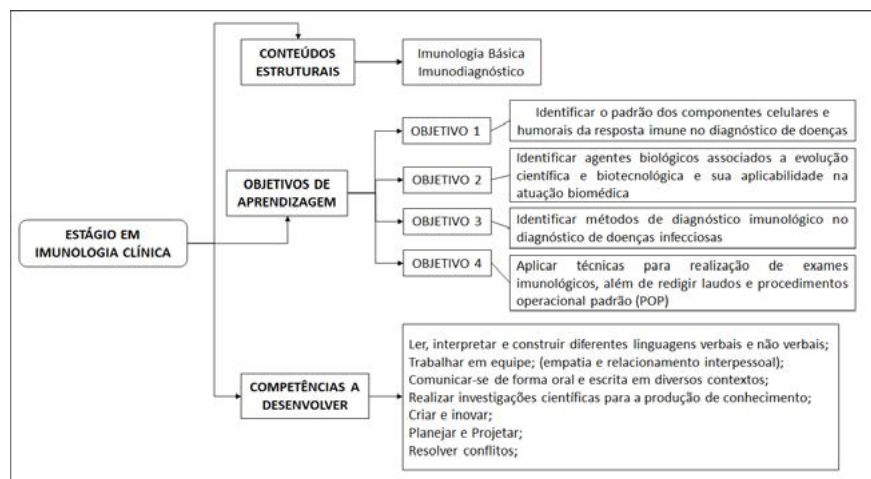 CONTEÚDOS
ESTRUTURAIS
Imunologia Básica
Imunodiagnóstico
ESTÁGIO EM
IMUNOLOGIA CLÍNICA
OBJETIVOS DE
APRENDIZAGEM
OBJETIVO 1
Identificar o padrão dos componentes celulares e
humorais da resposta imune no diagnóstico de doenças
OBJETIVO 2
Identificar agentes biológicos associados a evolução
científica e biotecnológica e sua aplicabilidade na
atuação biomédica
OBJETIVO 3
Identificar métodos de diagnóstico imunológico no
diagnóstico de doenças infecciosas
OBJETIVO 4
Aplicar técnicas para realização de exames
imunológicos, além de redigir laudos e procedimentos
operacional padrão (POP)
COMPETÊNCIAS A
DESENVOLVER
Ler, interpretar e construir diferentes linguagens verbais e não verbais;
Trabalhar em equipe; (empatia e relacionamento interpessoal);
Comunicar-se de forma oral e escrita em diversos contextos;
Realizar investigações científicas para a produção de conhecimento;
Criar e inovar;
Planejar e Projetar;
Resolver conflitos;